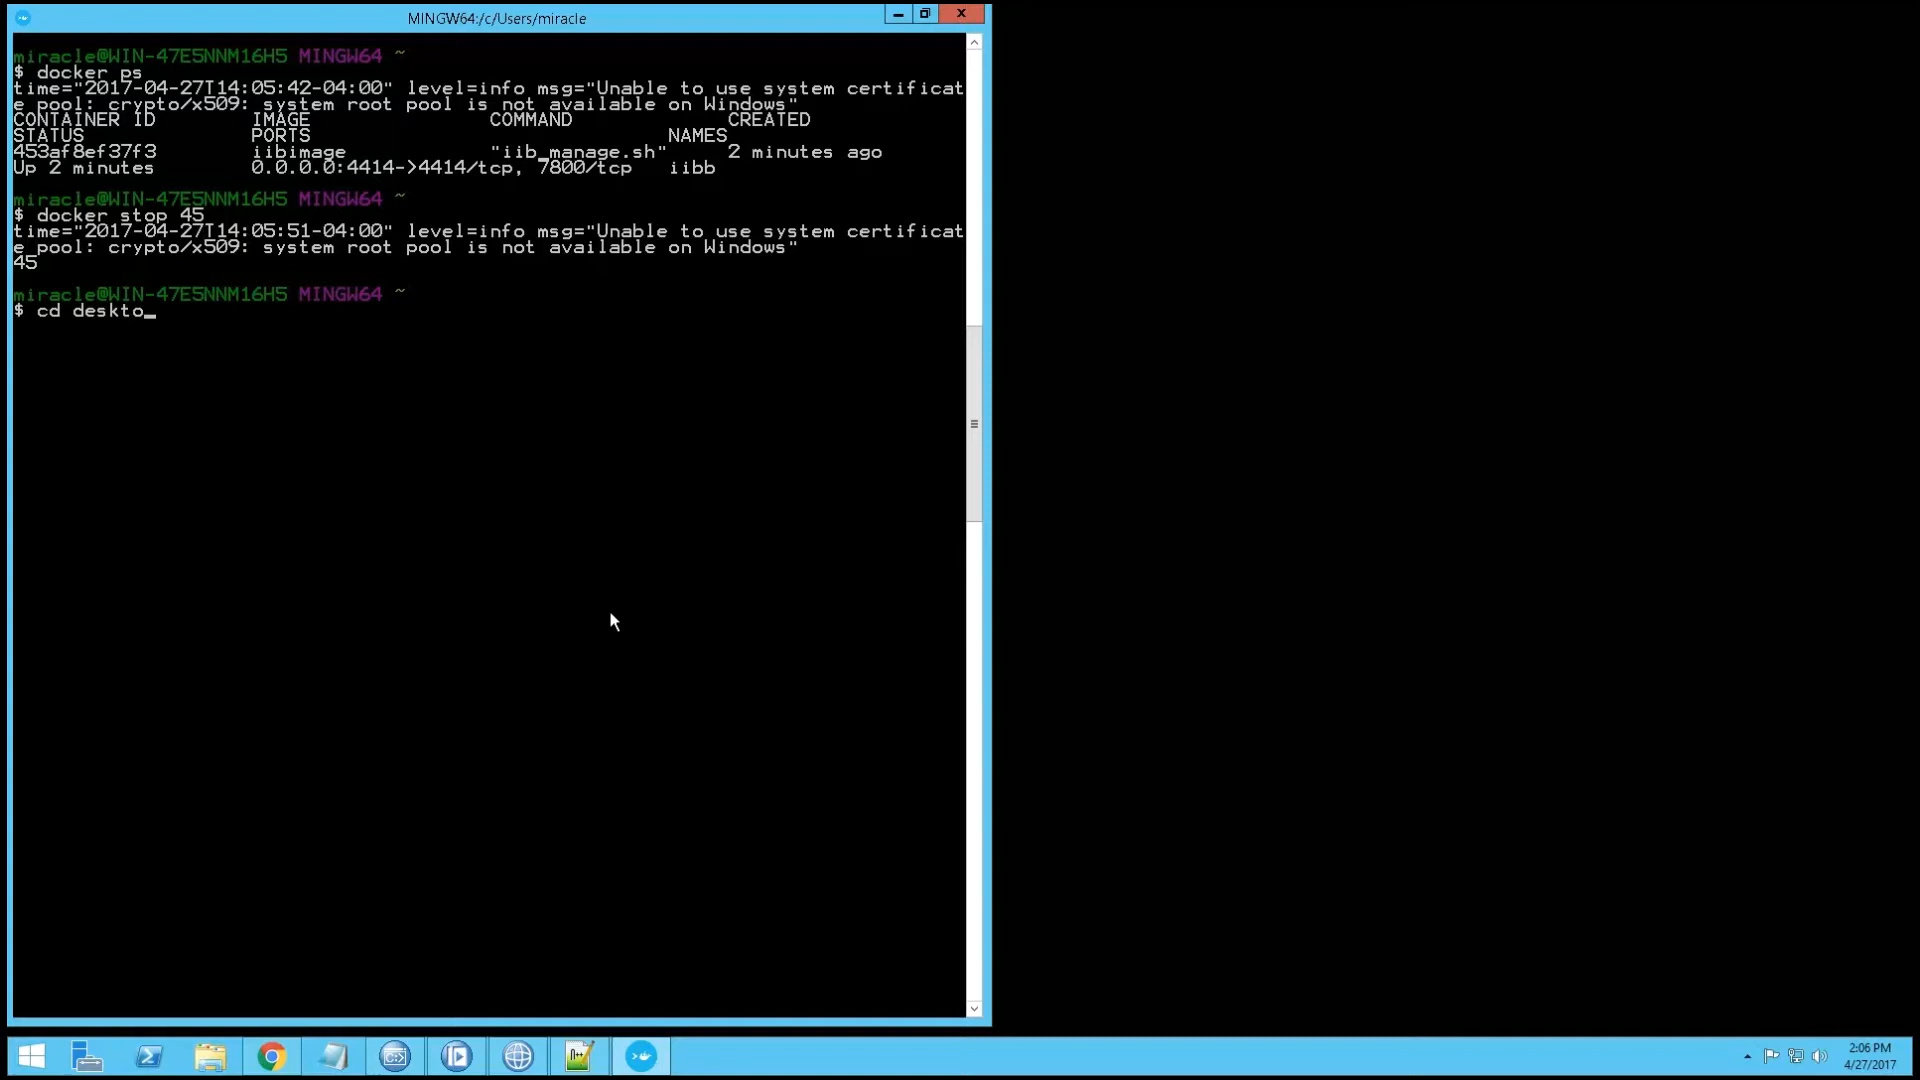 MINGW64:/c/Users/miracle
miracle@WIN-47E5NNM16H5 MINGW64 ~
$ docker ps
time="2017-04-27T14:05:42-04:00" level=info msg="Unable to use system certificat
e pool: crypto/x509: system root pool is not available on Windows"
CONTAINER ID        IMAGE               COMMAND             CREATED
STATUS              PORTS                              NAMES
453af8ef37f3        iibimage            "iib_manage.sh"     2 minutes ago
Up 2 minutes        0.0.0.0:4414->4414/tcp, 7800/tcp   iibb
miracle@WIN-47E5NNM16H5 MINGW64 ~
$ docker stop 45
time="2017-04-27T14:05:51-04:00" level=info msg="Unable to use system certificat
e pool: crypto/x509: system root pool is not available on Windows"
45
miracle@WIN-47E5NNM16H5 MINGW64 ~
$ cd deskto_
2:06 PM
4/27/2017